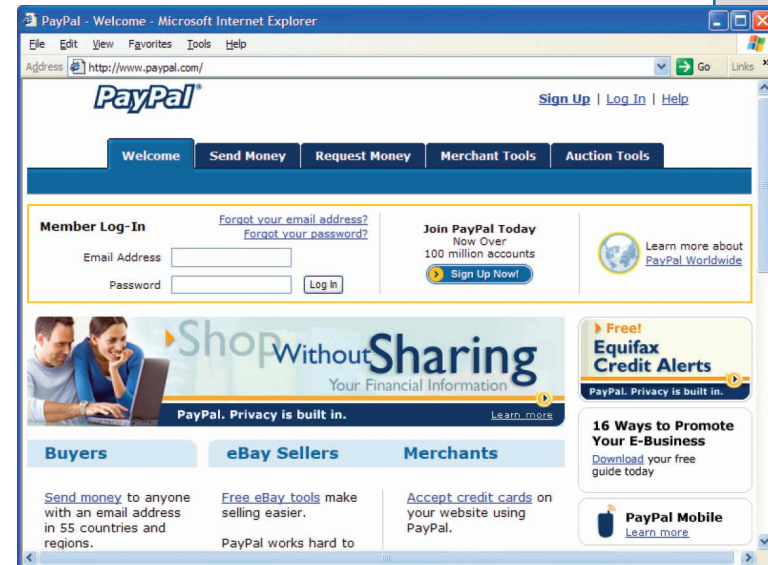 PayPal - Welcome - Microsoft Internet Explorer
File Edit View Favorites Tools Help
Address http://www.paypal.com/ Go Links »
PayPal®
Sign Up | Log In | Help
Welcome Send Money Request Money Merchant Tools Auction Tools
Member Log-In
Forgot your email address?
Forgot your password?
Email Address
Password
Log In
Join PayPal Today
Now Over
100 million accounts
Sign Up Now!
Learn more about
PayPal Worldwide
Shop Without Sharing
Your Financial Information
PayPal. Privacy is built in.
Learn more
Free!
Equifax
Credit Alerts
PayPal. Privacy is built in.
16 Ways to Promote
Your E-Business
Download your free
guide today
PayPal Mobile
Learn more
Buyers
Send money to anyone
with an email address
in 55 countries and
regions.
eBay Sellers
Free eBay tools make
selling easier.
PayPal works hard to
Merchants
Accept credit cards on
your website using
PayPal.